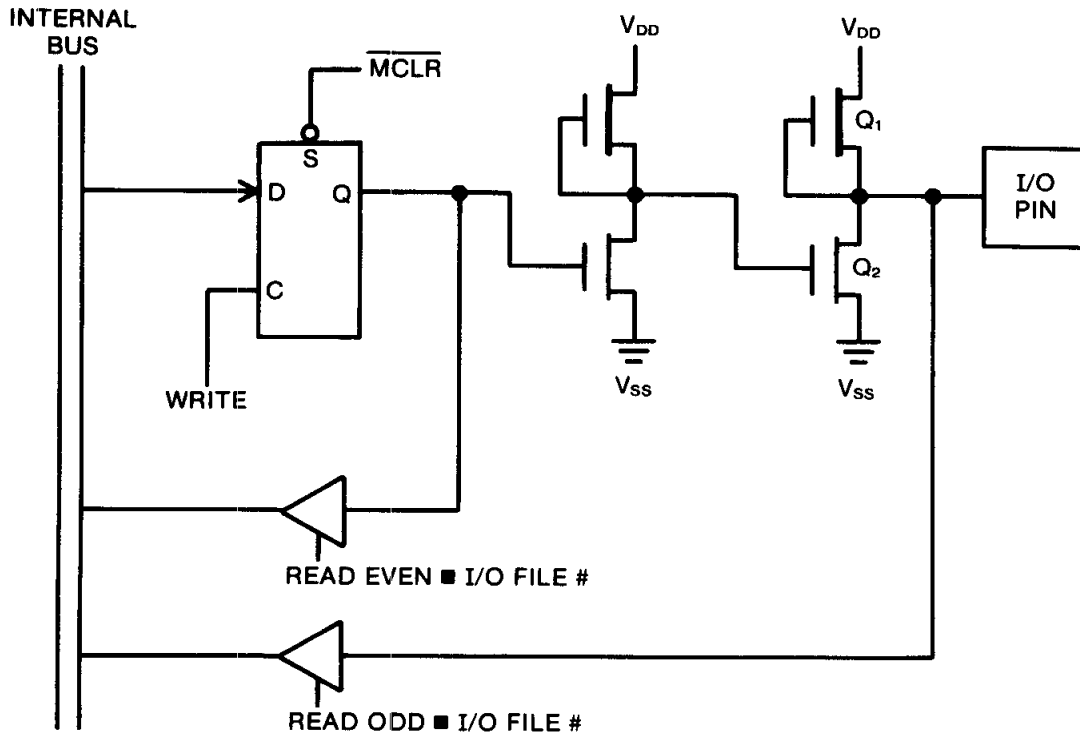 INTERNAL
BUS
MCLR
S
D
Q
C
WRITE
V_DD
V_SS
V_DD
Q₁
Q₂
V_SS
I/O
PIN
READ EVEN ■ I/O FILE #
READ ODD ■ I/O FILE #